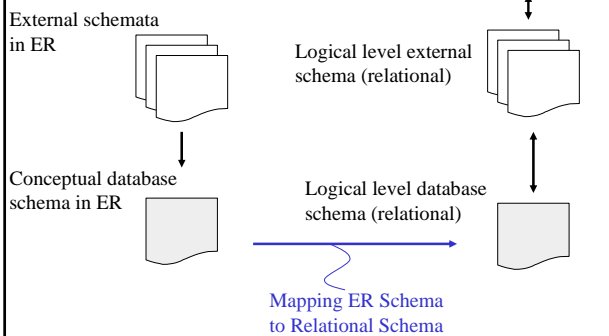 External schemata
in ER
Logical level external
schema (relational)
Conceptual database
schema in ER
Logical level database
schema (relational)
Mapping ER Schema
to Relational Schema